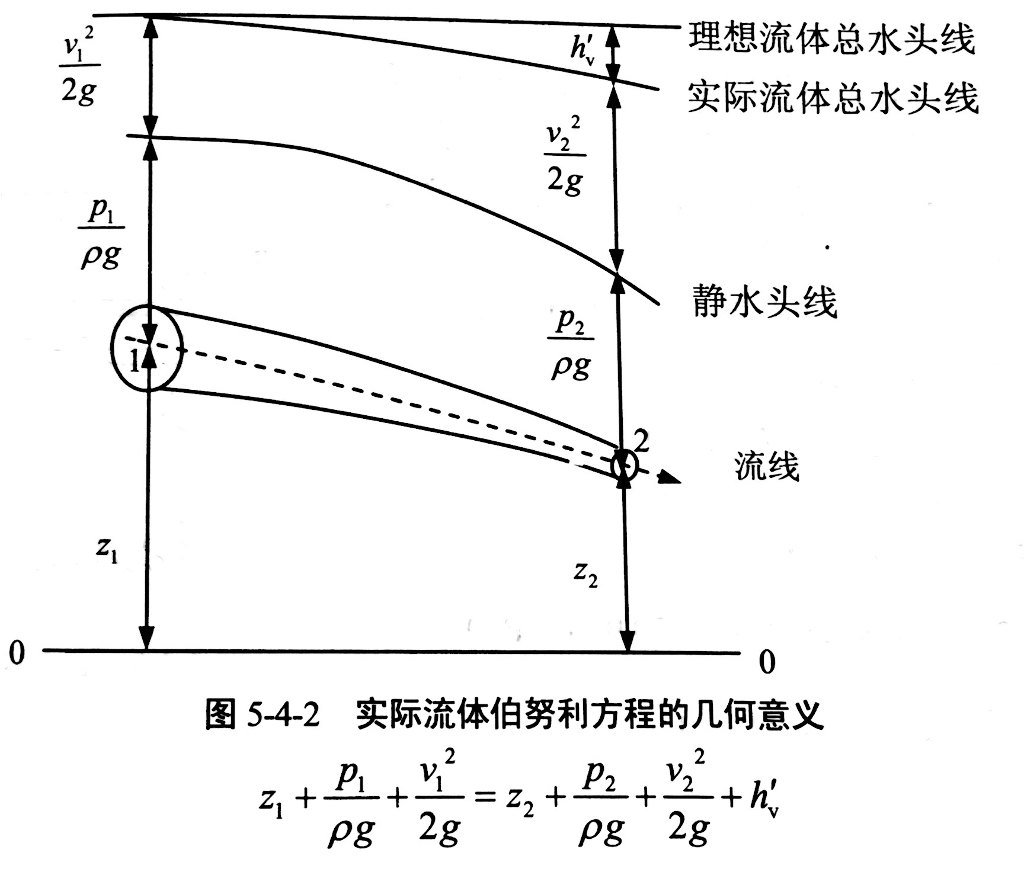 v₁²/2g
h′ᵥ
理想流体总水头线
实际流体总水头线
v₂²/2g
p₁/ρg
静水头线
p₂/ρg
1
2
流线
z₁
z₂
0
0
图 5-4-2 实际流体伯努利方程的几何意义
z₁ + p₁/ρg + v₁²/2g = z₂ + p₂/ρg + v₂²/2g + h′ᵥ